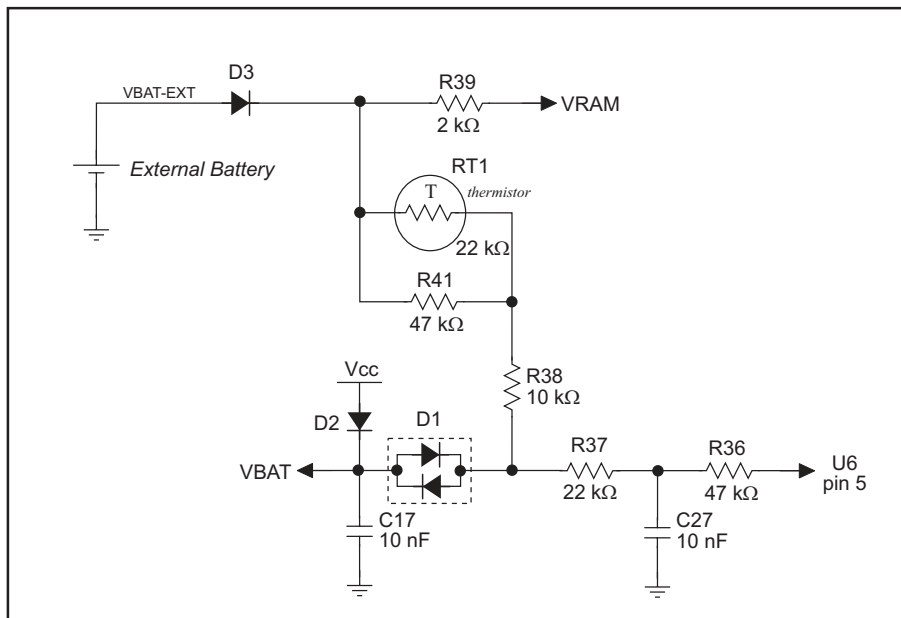 D3
VBAT-EXT
R39
2 kΩ
VRAM
External Battery
RT1
T
thermistor
22 kΩ
R41
47 kΩ
Vcc
R38
10 kΩ
D2
D1
R37
22 kΩ
R36
47 kΩ
U6
pin 5
VBAT
C17
10 nF
C27
10 nF